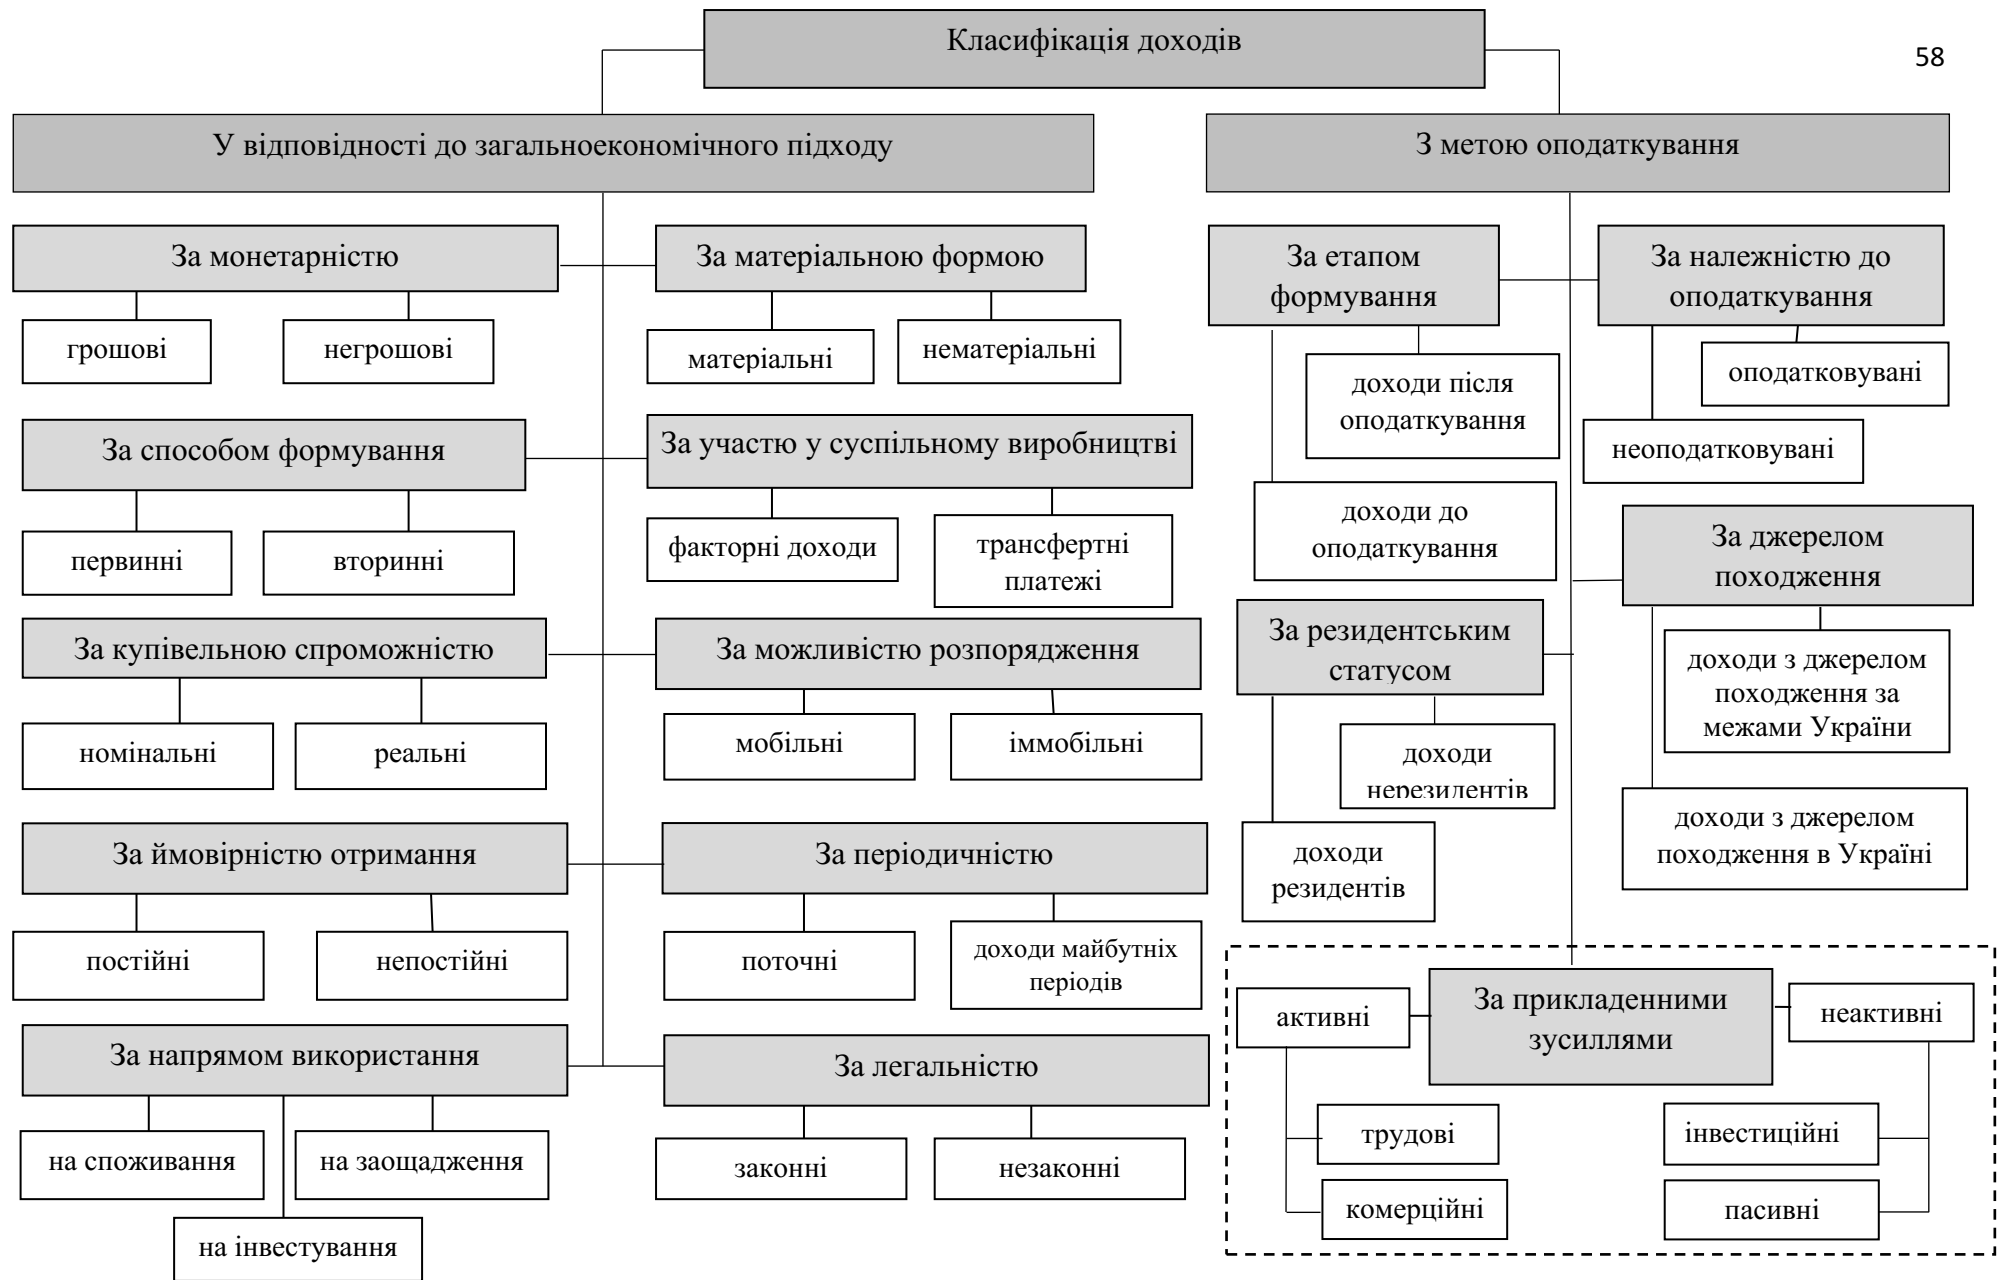 Класифікація доходів
58
У відповідності до загальноекономічного підходу
З метою оподаткування
За монетарністю
грошові
негрошові
За матеріальною формою
матеріальні
нематеріальні
За способом формування
первинні
вторинні
За участю у суспільному виробництві
факторні доходи
трансфертні
платежі
За купівельною спроможністю
номінальні
реальні
За можливістю розпорядження
мобільні
іммобільні
За ймовірністю отримання
постійні
непостійні
За періодичністю
поточні
доходи майбутніх
періодів
За напрямом використання
на споживання
на заощадження
на інвестування
За легальністю
законні
незаконні
За етапом
формування
доходи після
оподаткування
доходи до
оподаткування
За належністю до
оподаткування
оподатковувані
неоподатковувані
За джерелом
походження
доходи з джерелом
походження за
межами України
доходи з джерелом
походження в Україні
За резидентським
статусом
доходи
нерезидентів
доходи
резидентів
За прикладенними
зусиллями
активні
трудові
комерційні
неактивні
інвестиційні
пасивні